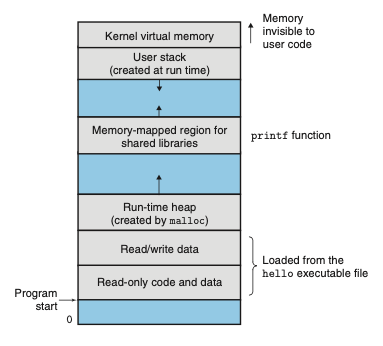 Kernel virtual memory
Memory
invisible to
user code
User stack
(created at run time)
Memory-mapped region for
shared libraries
printf function
Run-time heap
(created by malloc)
Read/write data
Loaded from the
hello executable file
Read-only code and data
Program
start
0